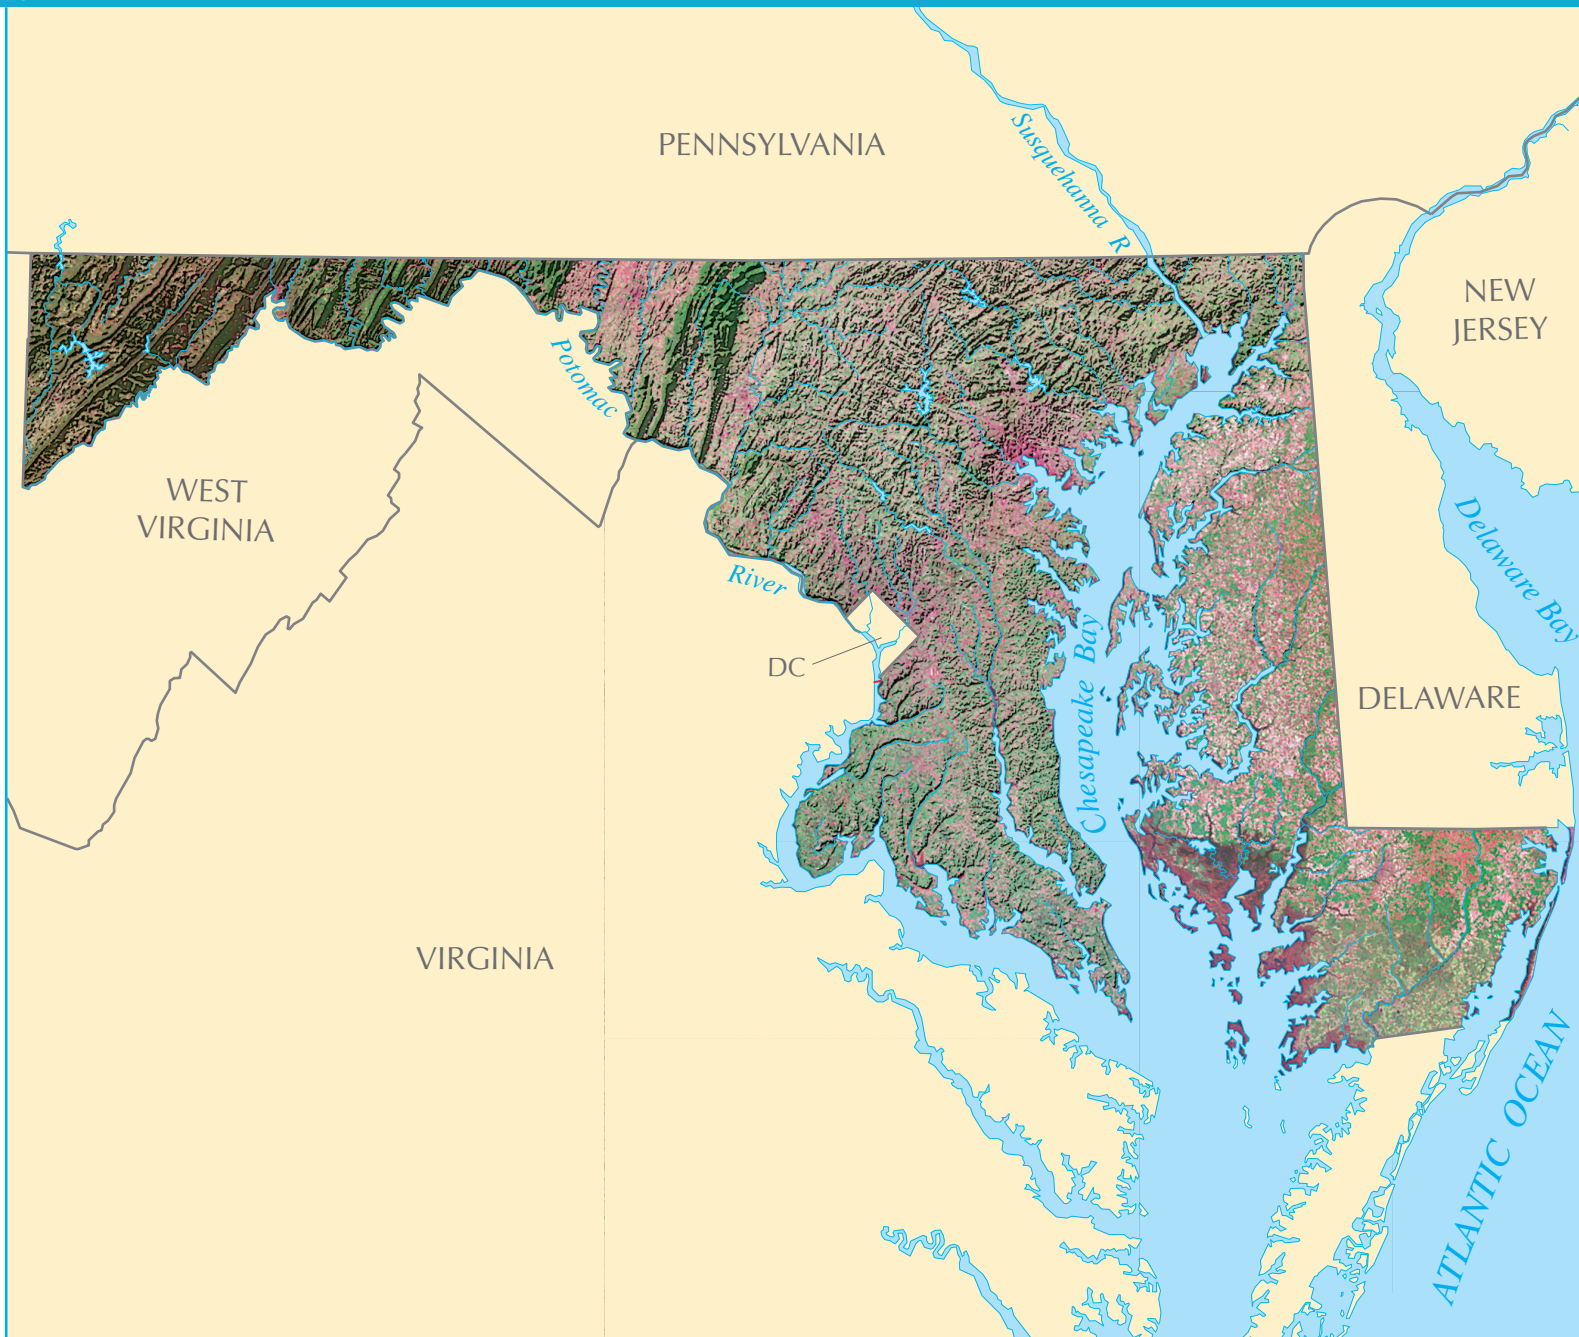 PENNSYLVANIA
Susquehanna R
NEW
JERSEY
Potomac
WEST
VIRGINIA
River
Delaware Bay
DC
Chesapeake Bay
DELAWARE
VIRGINIA
ATLANTIC OCEAN